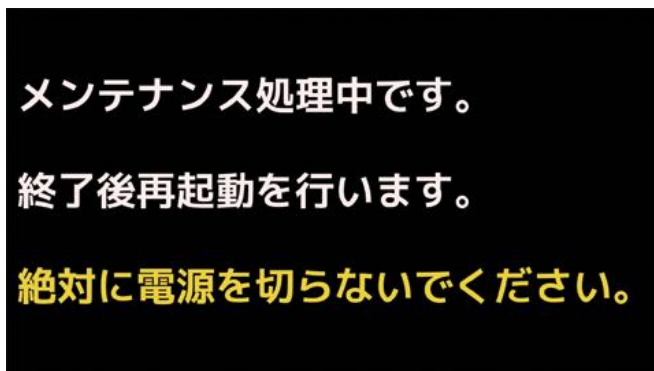 メンテナンス処理中です。
終了後再起動を行います。
絶対に電源を切らないでください。